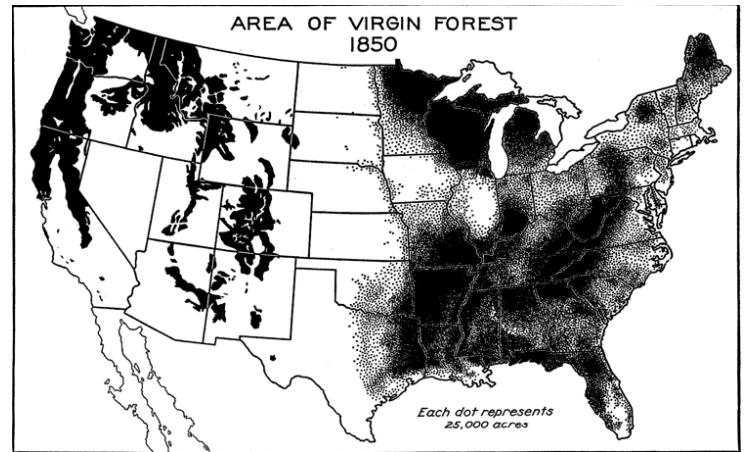 AREA OF VIRGIN FOREST
1850
Each dot represents
25,000 acres